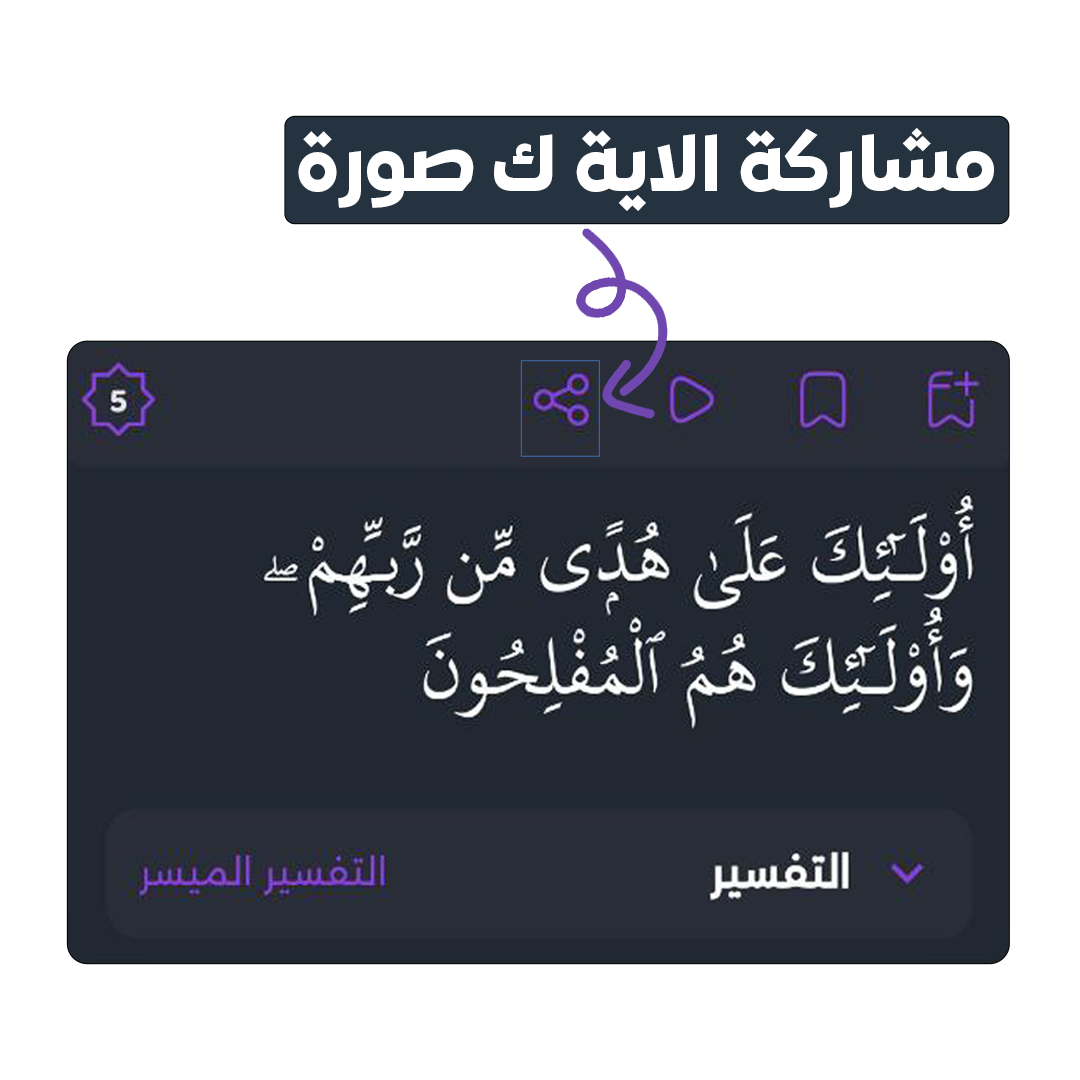 مشاركة الاية ك صورة
5
أُوْلَـٰٓئِكَ عَلَىٰ هُدًۭى مِّن رَّبِّهِمْ ۖ
وَأُوْلَـٰٓئِكَ هُمُ ٱلْمُفْلِحُونَ
التفسير
التفسير الميسر